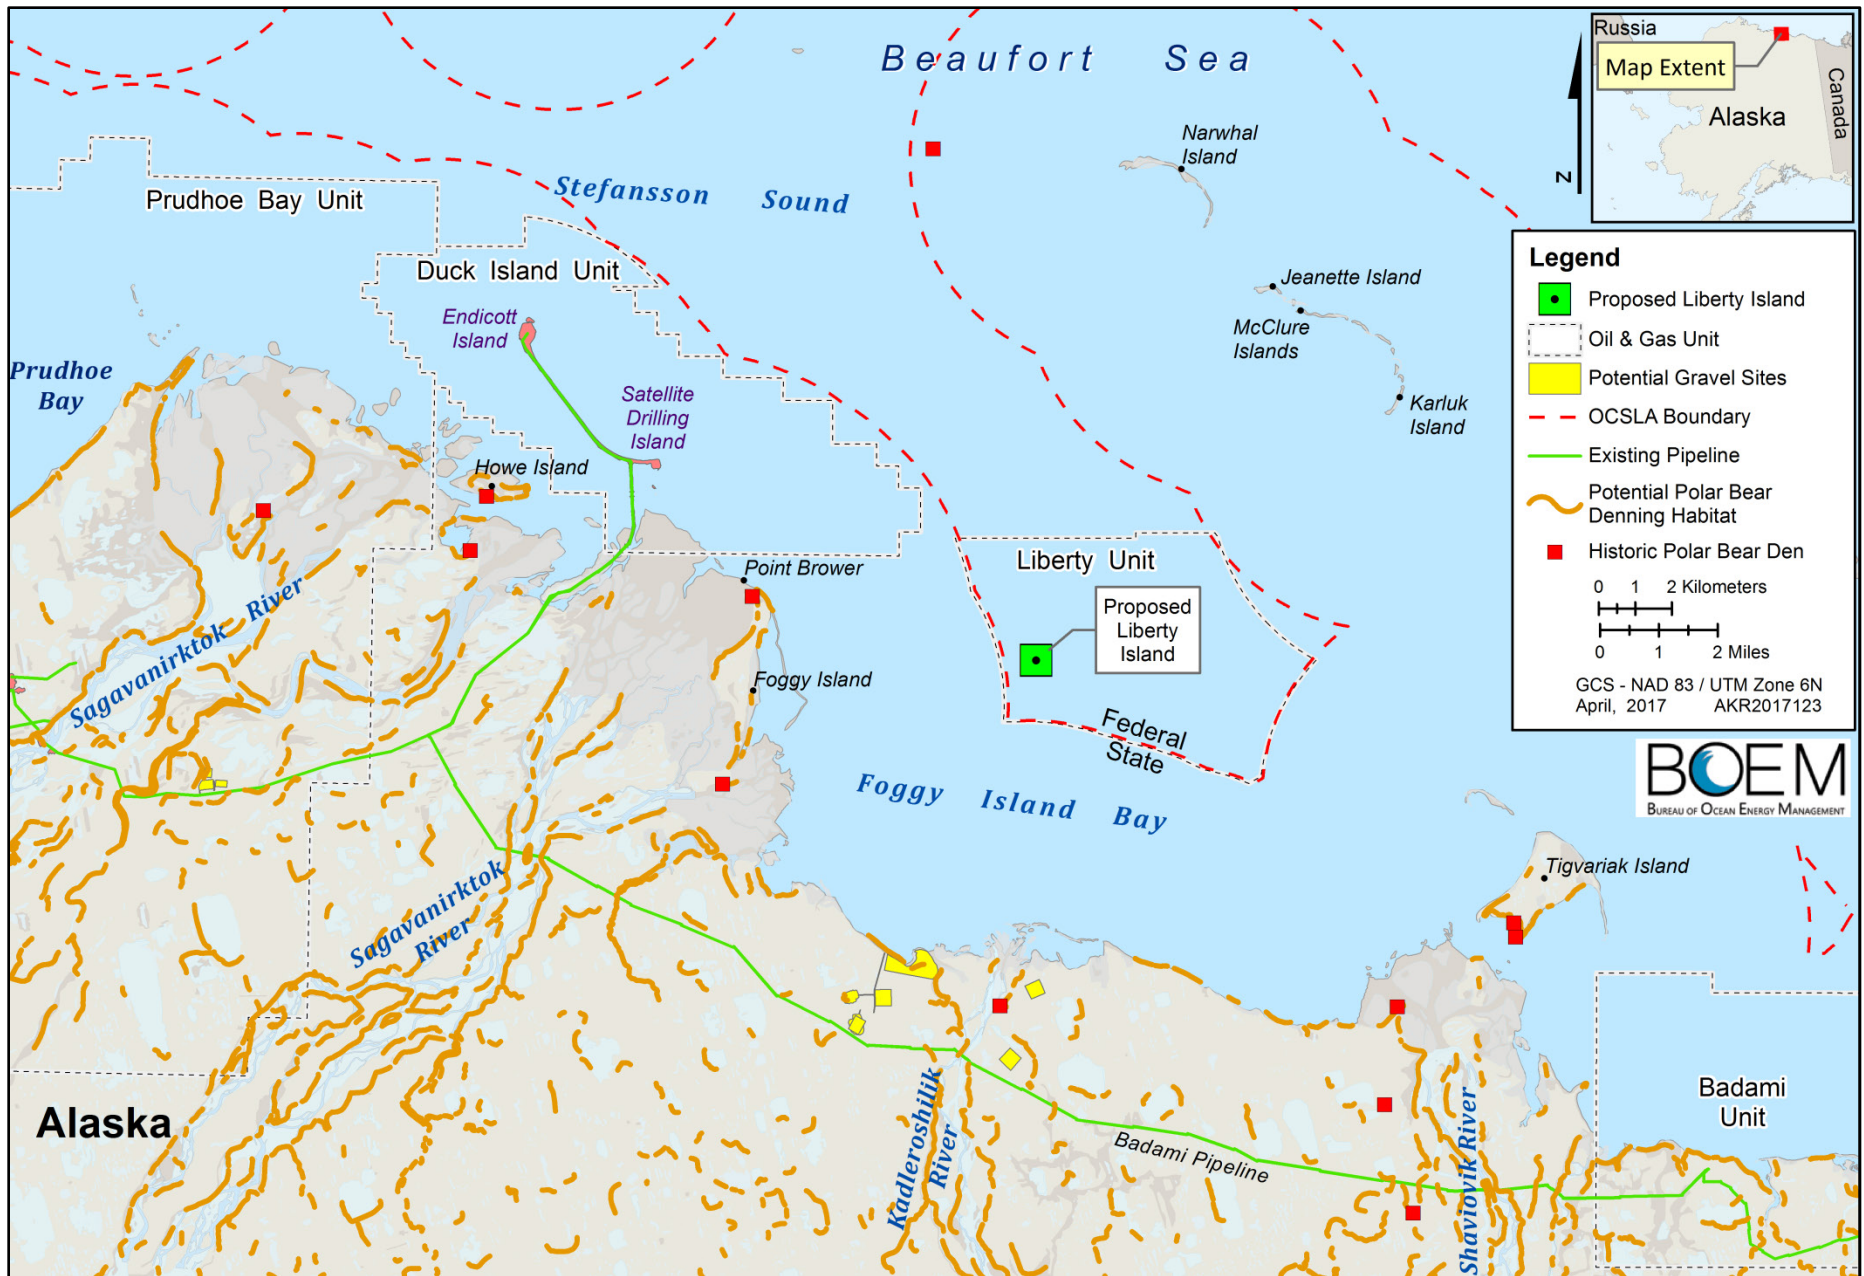 Beaufort Sea
Russia
Map Extent
Alaska
Canada
N
Narwhal
Island
Prudhoe Bay Unit
Stefansson Sound
Duck Island Unit
Jeanette Island
McClure
Islands
Karluk
Island
Endicott
Island
Prudhoe
Bay
Satellite
Drilling
Island
Howe Island
Legend
Proposed Liberty Island
Oil & Gas Unit
Potential Gravel Sites
OCSLA Boundary
Existing Pipeline
Potential Polar Bear
Denning Habitat
Historic Polar Bear Den
0 1 2 Kilometers
0 1 2 Miles
GCS - NAD 83 / UTM Zone 6N
April, 2017 AKR2017123
BOEM
BUREAU OF OCEAN ENERGY MANAGEMENT
Point Brower
Liberty Unit
Proposed
Liberty
Island
Sagavanirktok River
Foggy Island
Federal
State
Foggy Island Bay
Tigvariak Island
Sagavanirktok
River
Alaska
Kadleroshilik
River
Badami Pipeline
Shaviovik River
Badami
Unit